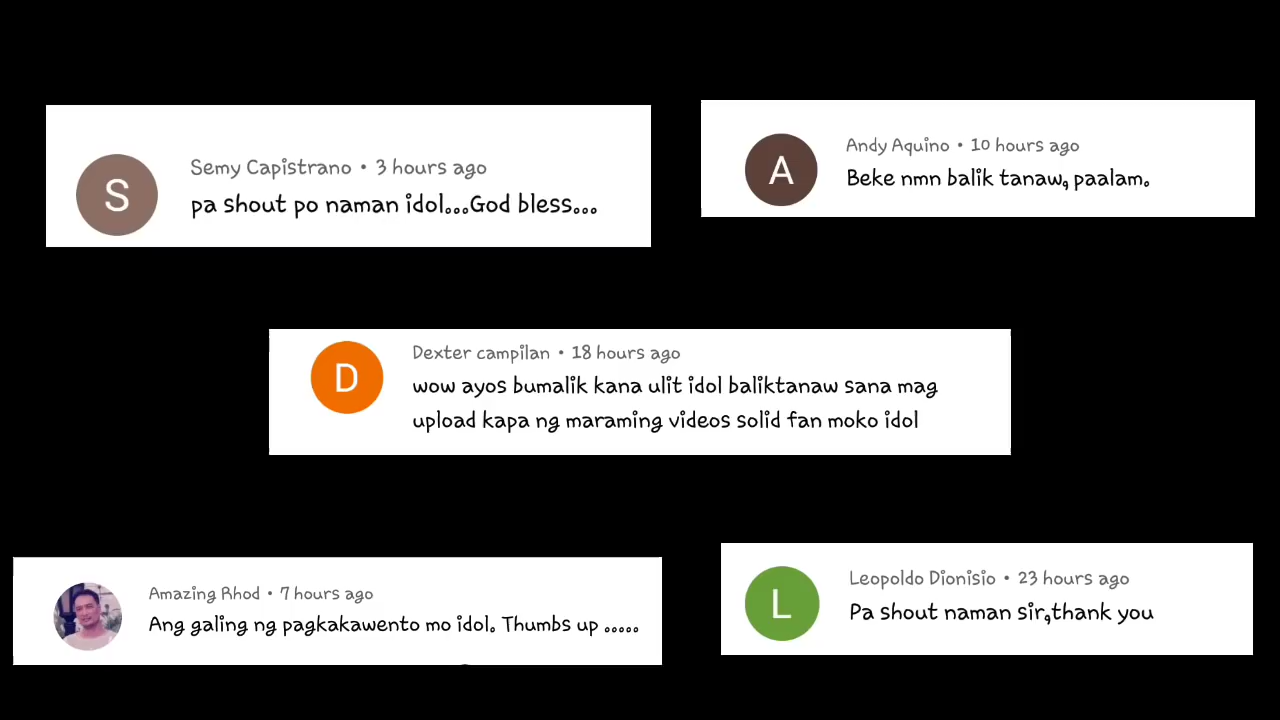 S
Semy Capistrano • 3 hours ago
pa shout po naman idol...God bless...
A
Andy Aquino • 10 hours ago
Beke nmn balik tanaw, paalam.
D
Dexter campilan • 18 hours ago
wow ayos bumalik kana ulit idol baliktanaw sana mag
upload kapa ng maraming videos solid fan moko idol
Amazing Rhod • 7 hours ago
Ang galing ng pagkakawento mo idol. Thumbs up .....
L
Leopoldo Dionisio • 23 hours ago
Pa shout naman sir,thank you